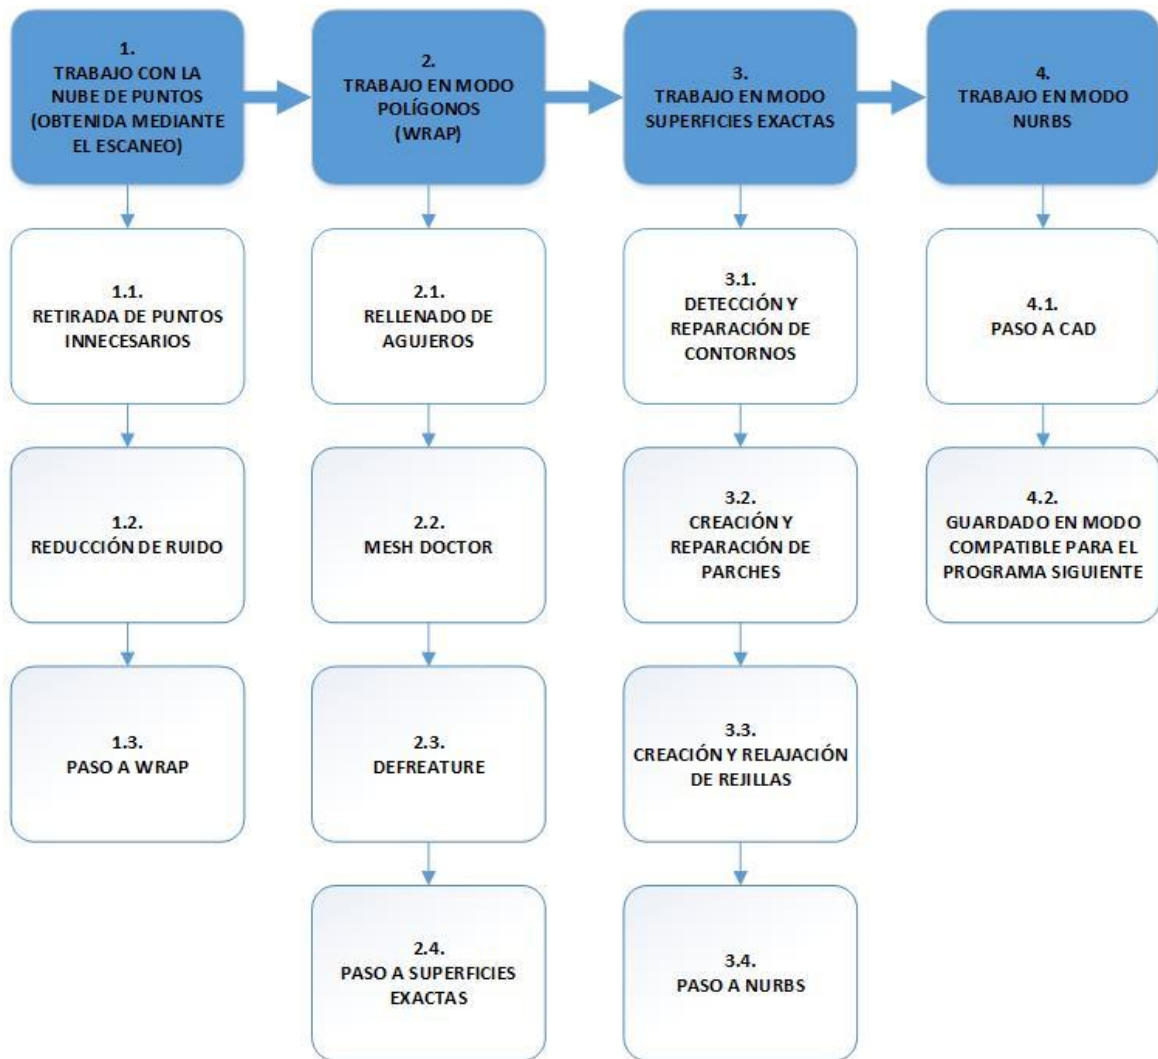 1.
TRABAJO CON LA
NUBE DE PUNTOS
(OBTENIDA MEDIANTE
EL ESCANEO)
2.
TRABAJO EN MODO
POLÍGONOS
(WRAP)
3.
TRABAJO EN MODO
SUPERFICIES EXACTAS
4.
TRABAJO EN MODO
NURBS
1.1.
RETIRADA DE PUNTOS
INNECESARIOS
2.1.
RELLENADO DE
AGUJEROS
3.1.
DETECCIÓN Y
REPARACIÓN DE
CONTORNOS
4.1.
PASO A CAD
1.2.
REDUCCIÓN DE RUIDO
2.2.
MESH DOCTOR
3.2.
CREACIÓN Y
REPARACIÓN DE
PARCHES
4.2.
GUARDADO EN MODO
COMPATIBLE PARA EL
PROGRAMA SIGUIENTE
1.3.
PASO A WRAP
2.3.
DEFREATURE
3.3.
CREACIÓN Y RELAJACIÓN
DE REJILLAS
2.4.
PASO A SUPERFICIES
EXACTAS
3.4.
PASO A NURBS